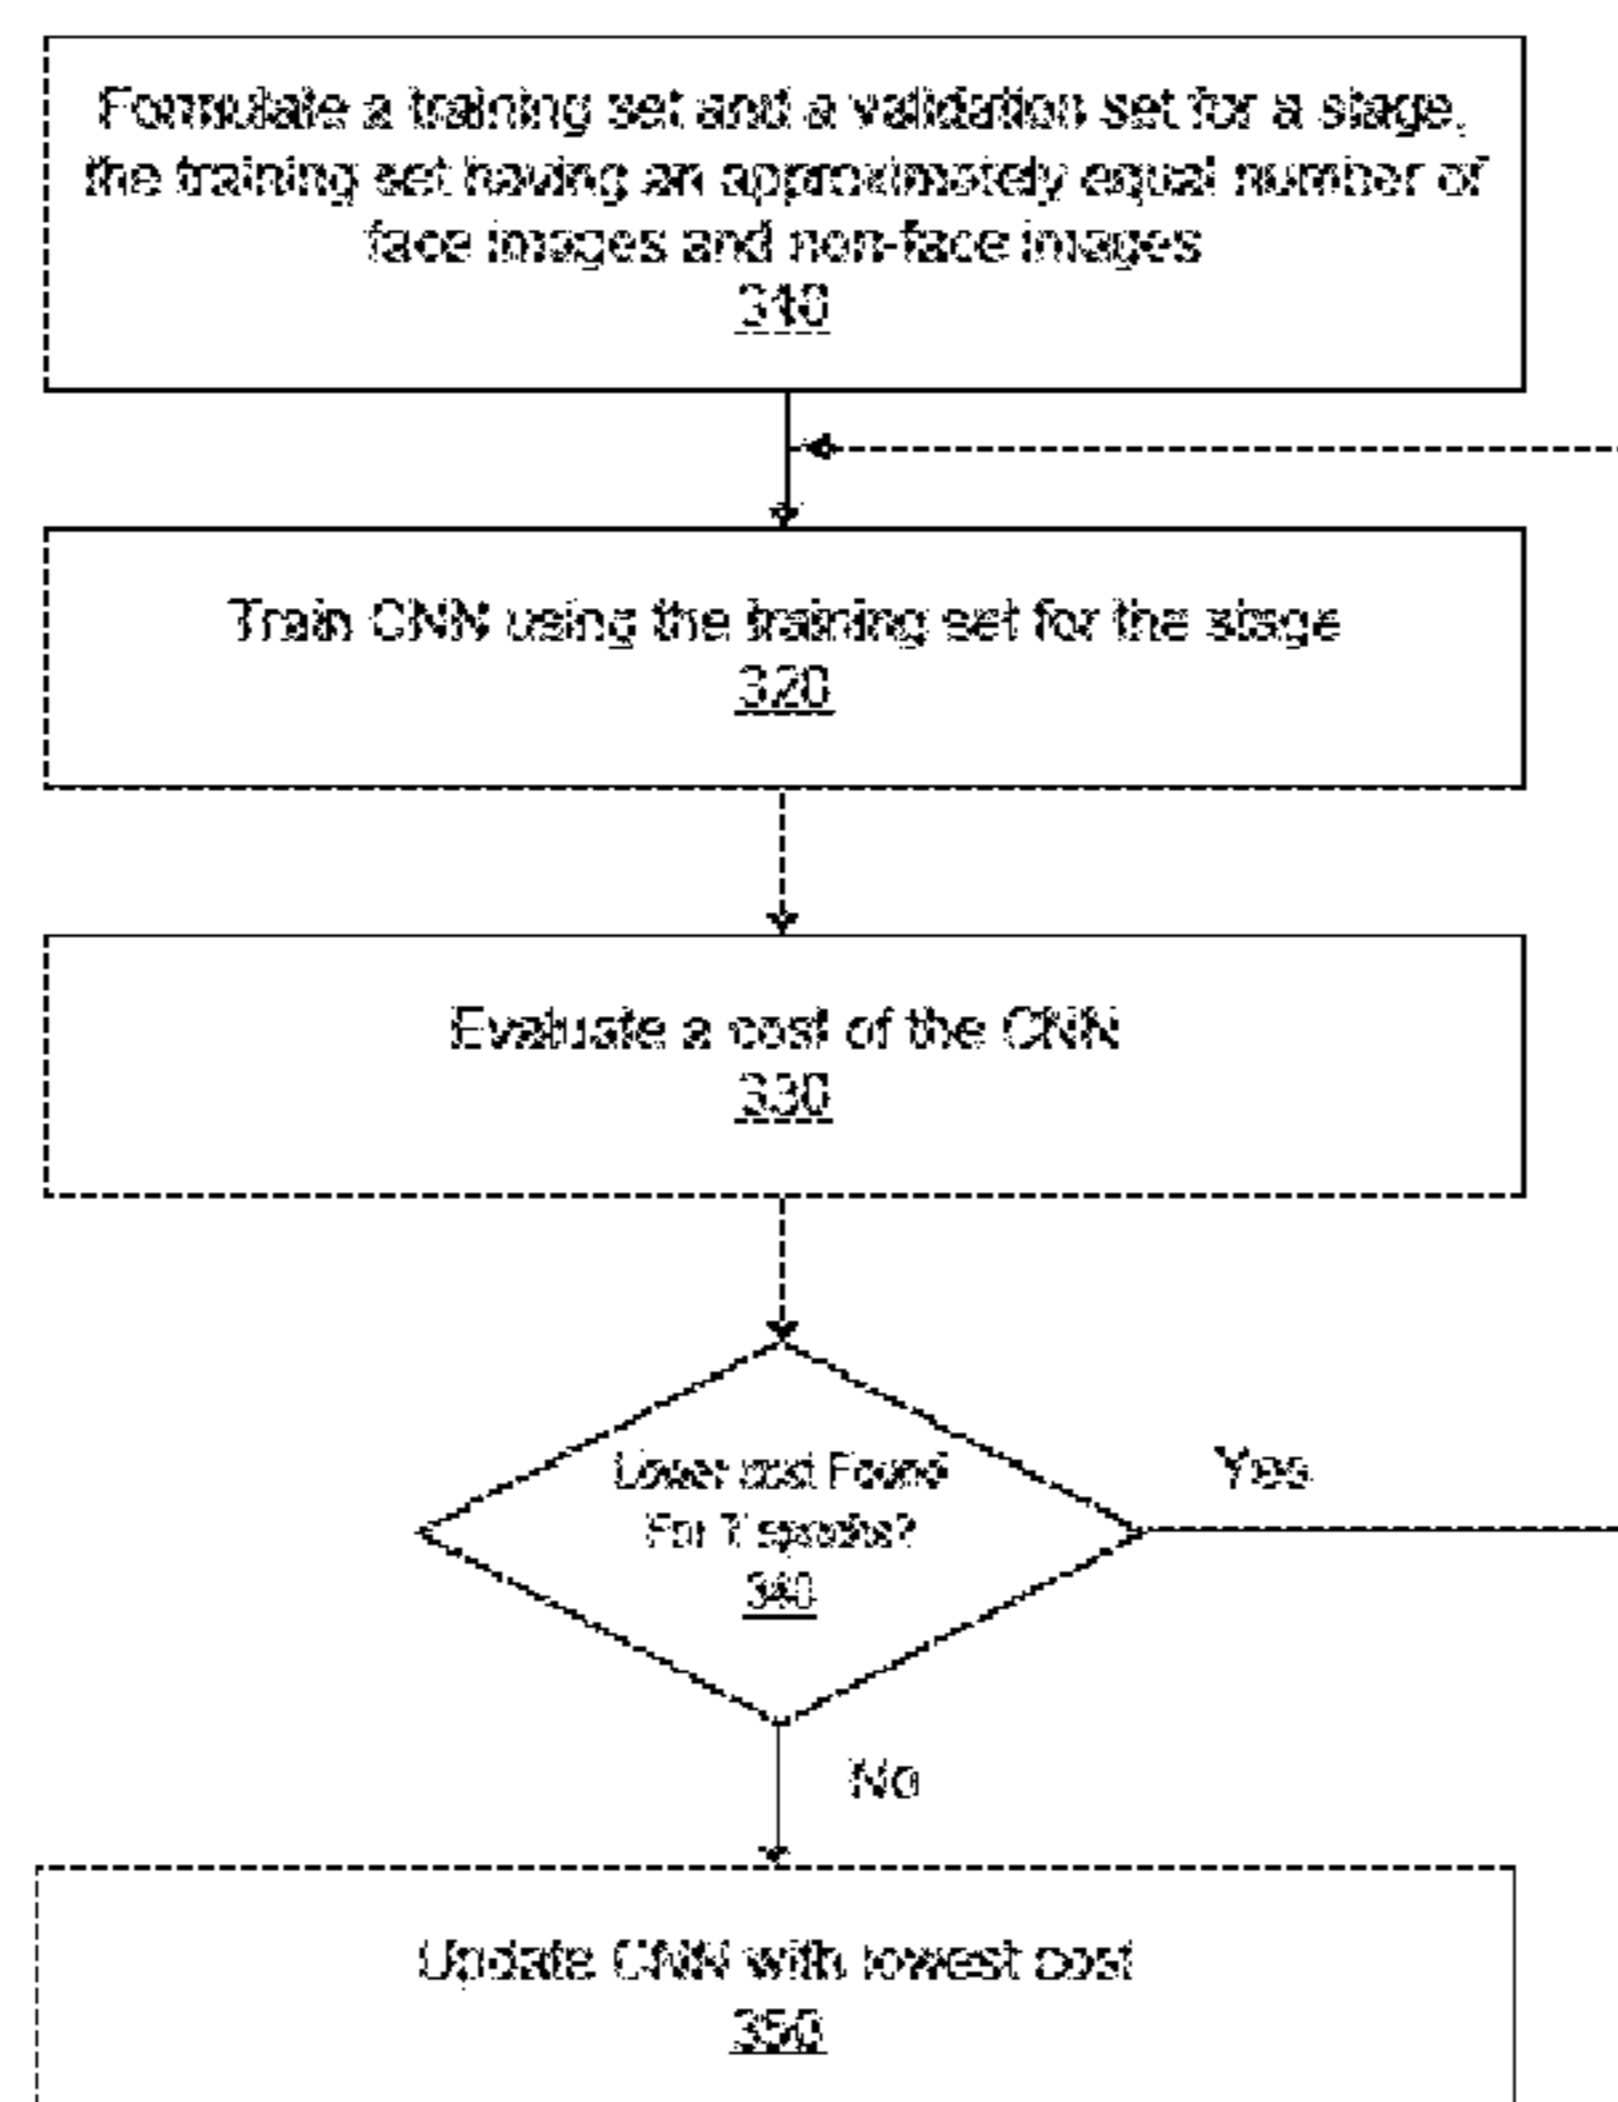 Formulate a training set and a validation set for a stage,
the training set having an approximately equal number of
face images and non-face images
310
Train CNN using the training set for the stage
320
Evaluate a cost of the CNN
330
Lower cost Found
For T epochs?
340
Yes
No
Update CNN with lowest cost
350